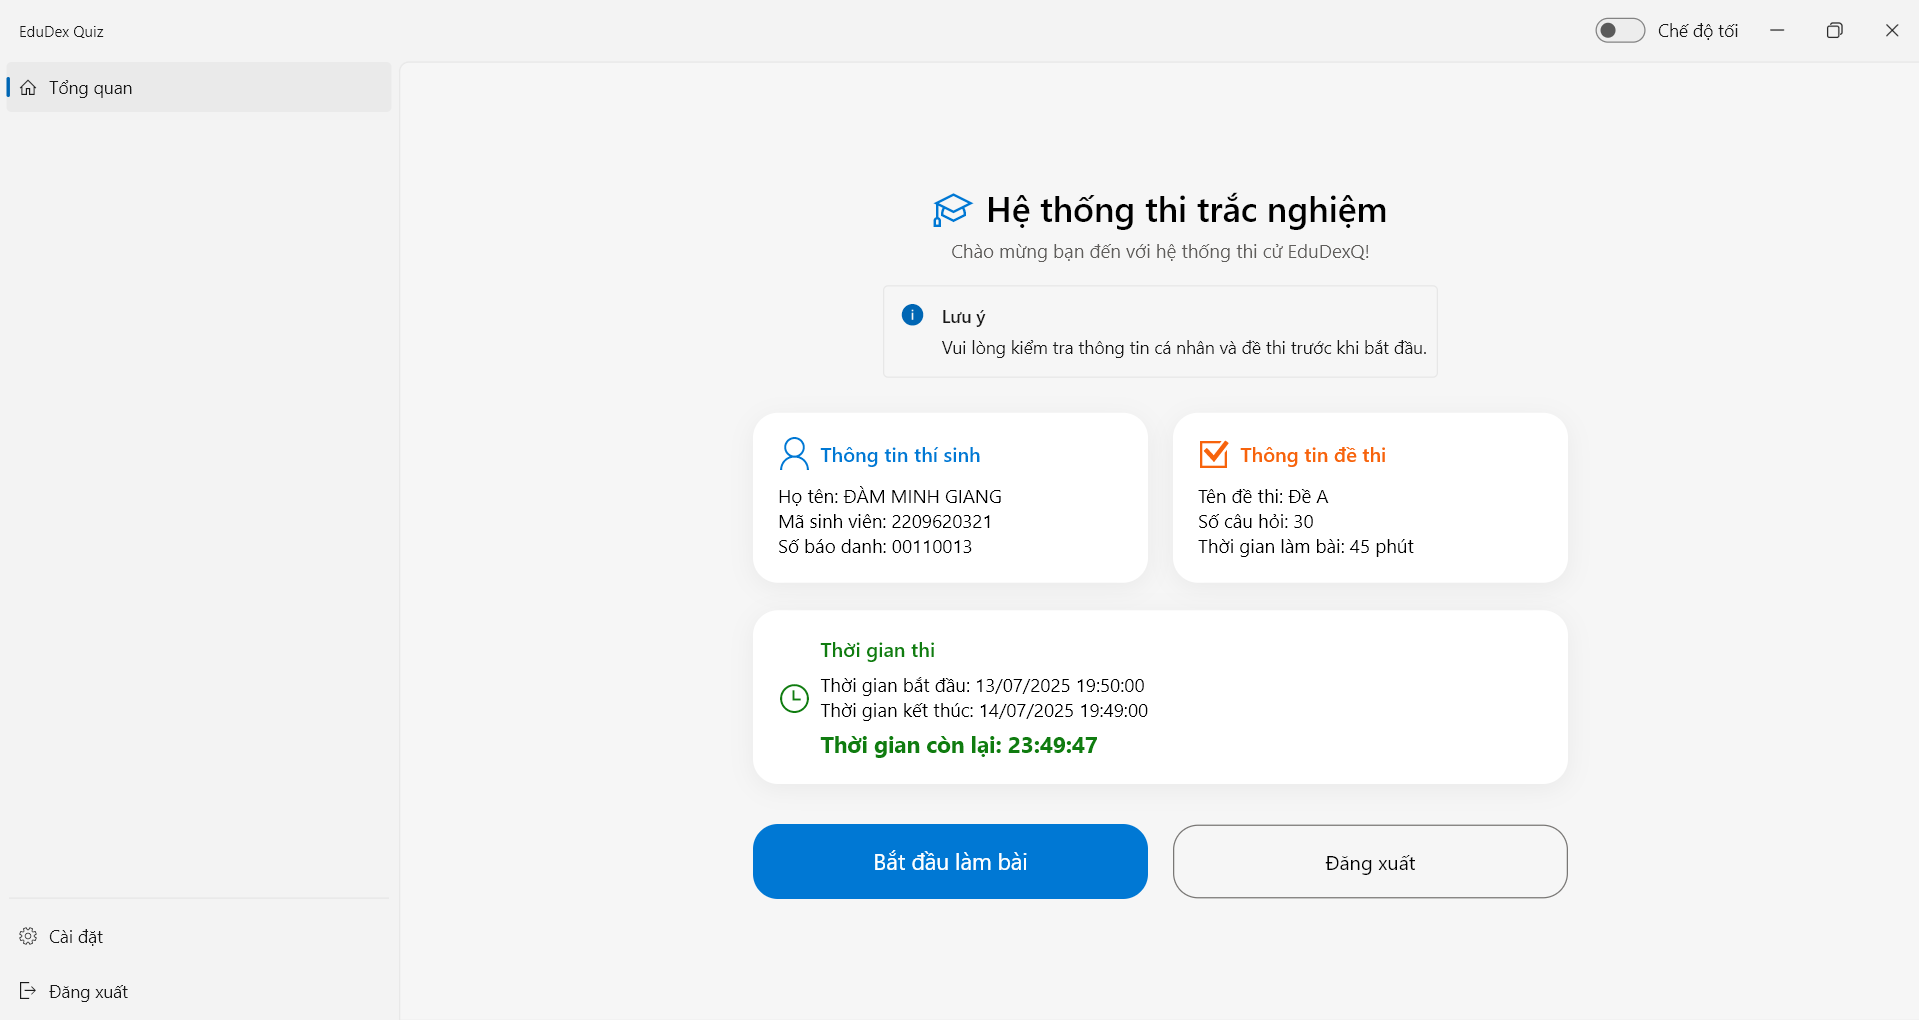 EduDex Quiz
Chế độ tối
Tổng quan
Hệ thống thi trắc nghiệm
Chào mừng bạn đến với hệ thống thi cử EduDexQ!
Lưu ý
Vui lòng kiểm tra thông tin cá nhân và đề thi trước khi bắt đầu.
Thông tin thí sinh
Họ tên: ĐÀM MINH GIANG
Mã sinh viên: 2209620321
Số báo danh: 00110013
Thông tin đề thi
Tên đề thi: Đề A
Số câu hỏi: 30
Thời gian làm bài: 45 phút
Thời gian thi
Thời gian bắt đầu: 13/07/2025 19:50:00
Thời gian kết thúc: 14/07/2025 19:49:00
Thời gian còn lại: 23:49:47
Bắt đầu làm bài
Đăng xuất
Cài đặt
Đăng xuất